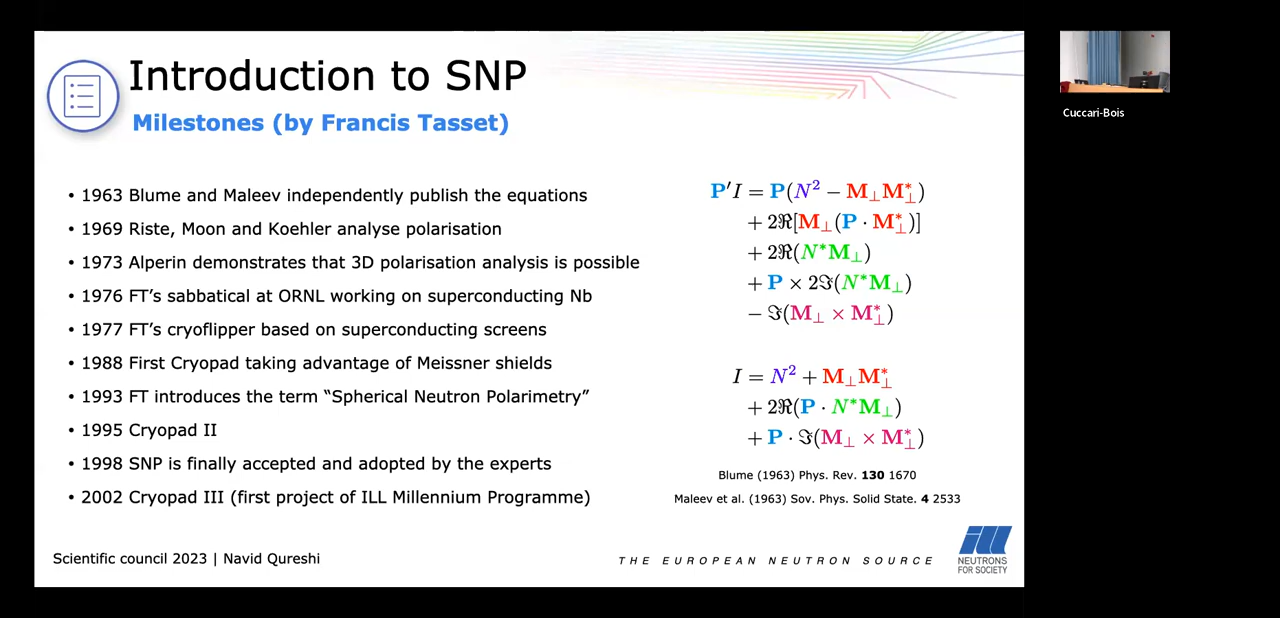 Introduction to SNP
Milestones (by Francis Tasset)
• 1963 Blume and Maleev independently publish the equations
• 1969 Riste, Moon and Koehler analyse polarisation
• 1973 Alperin demonstrates that 3D polarisation analysis is possible
• 1976 FT’s sabbatical at ORNL working on superconducting Nb
• 1977 FT’s cryoflipper based on superconducting screens
• 1988 First Cryopad taking advantage of Meissner shields
• 1993 FT introduces the term “Spherical Neutron Polarimetry”
• 1995 Cryopad II
• 1998 SNP is finally accepted and adopted by the experts
• 2002 Cryopad III (first project of ILL Millennium Programme)
P′I = P(N² − M⊥M⊥*)
+ 2ℜ[M⊥(P · M⊥*)]
+ 2ℜ(N*M⊥)
+ P × 2ℑ(N*M⊥)
− ℑ(M⊥ × M⊥*)
I = N² + M⊥M⊥*
+ 2ℜ(P · N*M⊥)
+ P · ℑ(M⊥ × M⊥*)
Blume (1963) Phys. Rev. 130 1670
Maleev et al. (1963) Sov. Phys. Solid State. 4 2533
Scientific council 2023 | Navid Qureshi
THE EUROPEAN NEUTRON SOURCE
ill
NEUTRONS
FOR SOCIETY
Cuccari-Bois